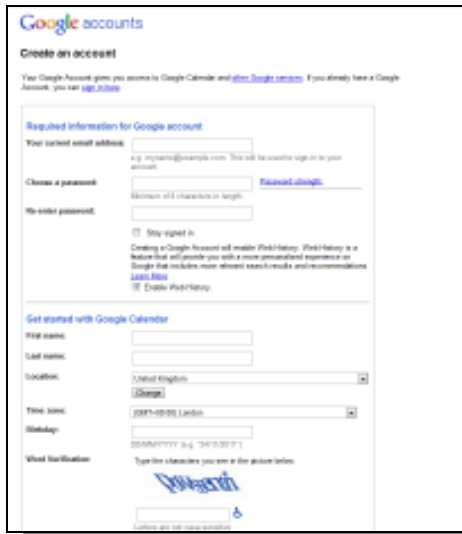 Google accounts
Create an account
Your Google Account gives you access to Google Calendar and other Google services. If you already have a Google
Account, you can sign in here.
Required information for Google account
Your current email address:
e.g. myname@example.com. This will be used to sign in to your
account.
Choose a password: Password strength:
Minimum of 8 characters in length.
Re-enter password:
Stay signed in
Creating a Google Account will enable Web History. Web History is a
feature that will provide you with a more personalised experience on
Google that includes more relevant search results and recommendations.
Learn More
Enable Web History.
Get started with Google Calendar
First name:
Last name:
Location: United Kingdom
Change
Time zone: (GMT+00:00) London
Birthday:
DD/MM/YYYY (e.g. "24/11/2011")
Word Verification: Type the characters you see in the picture below.
Letters are not case-sensitive